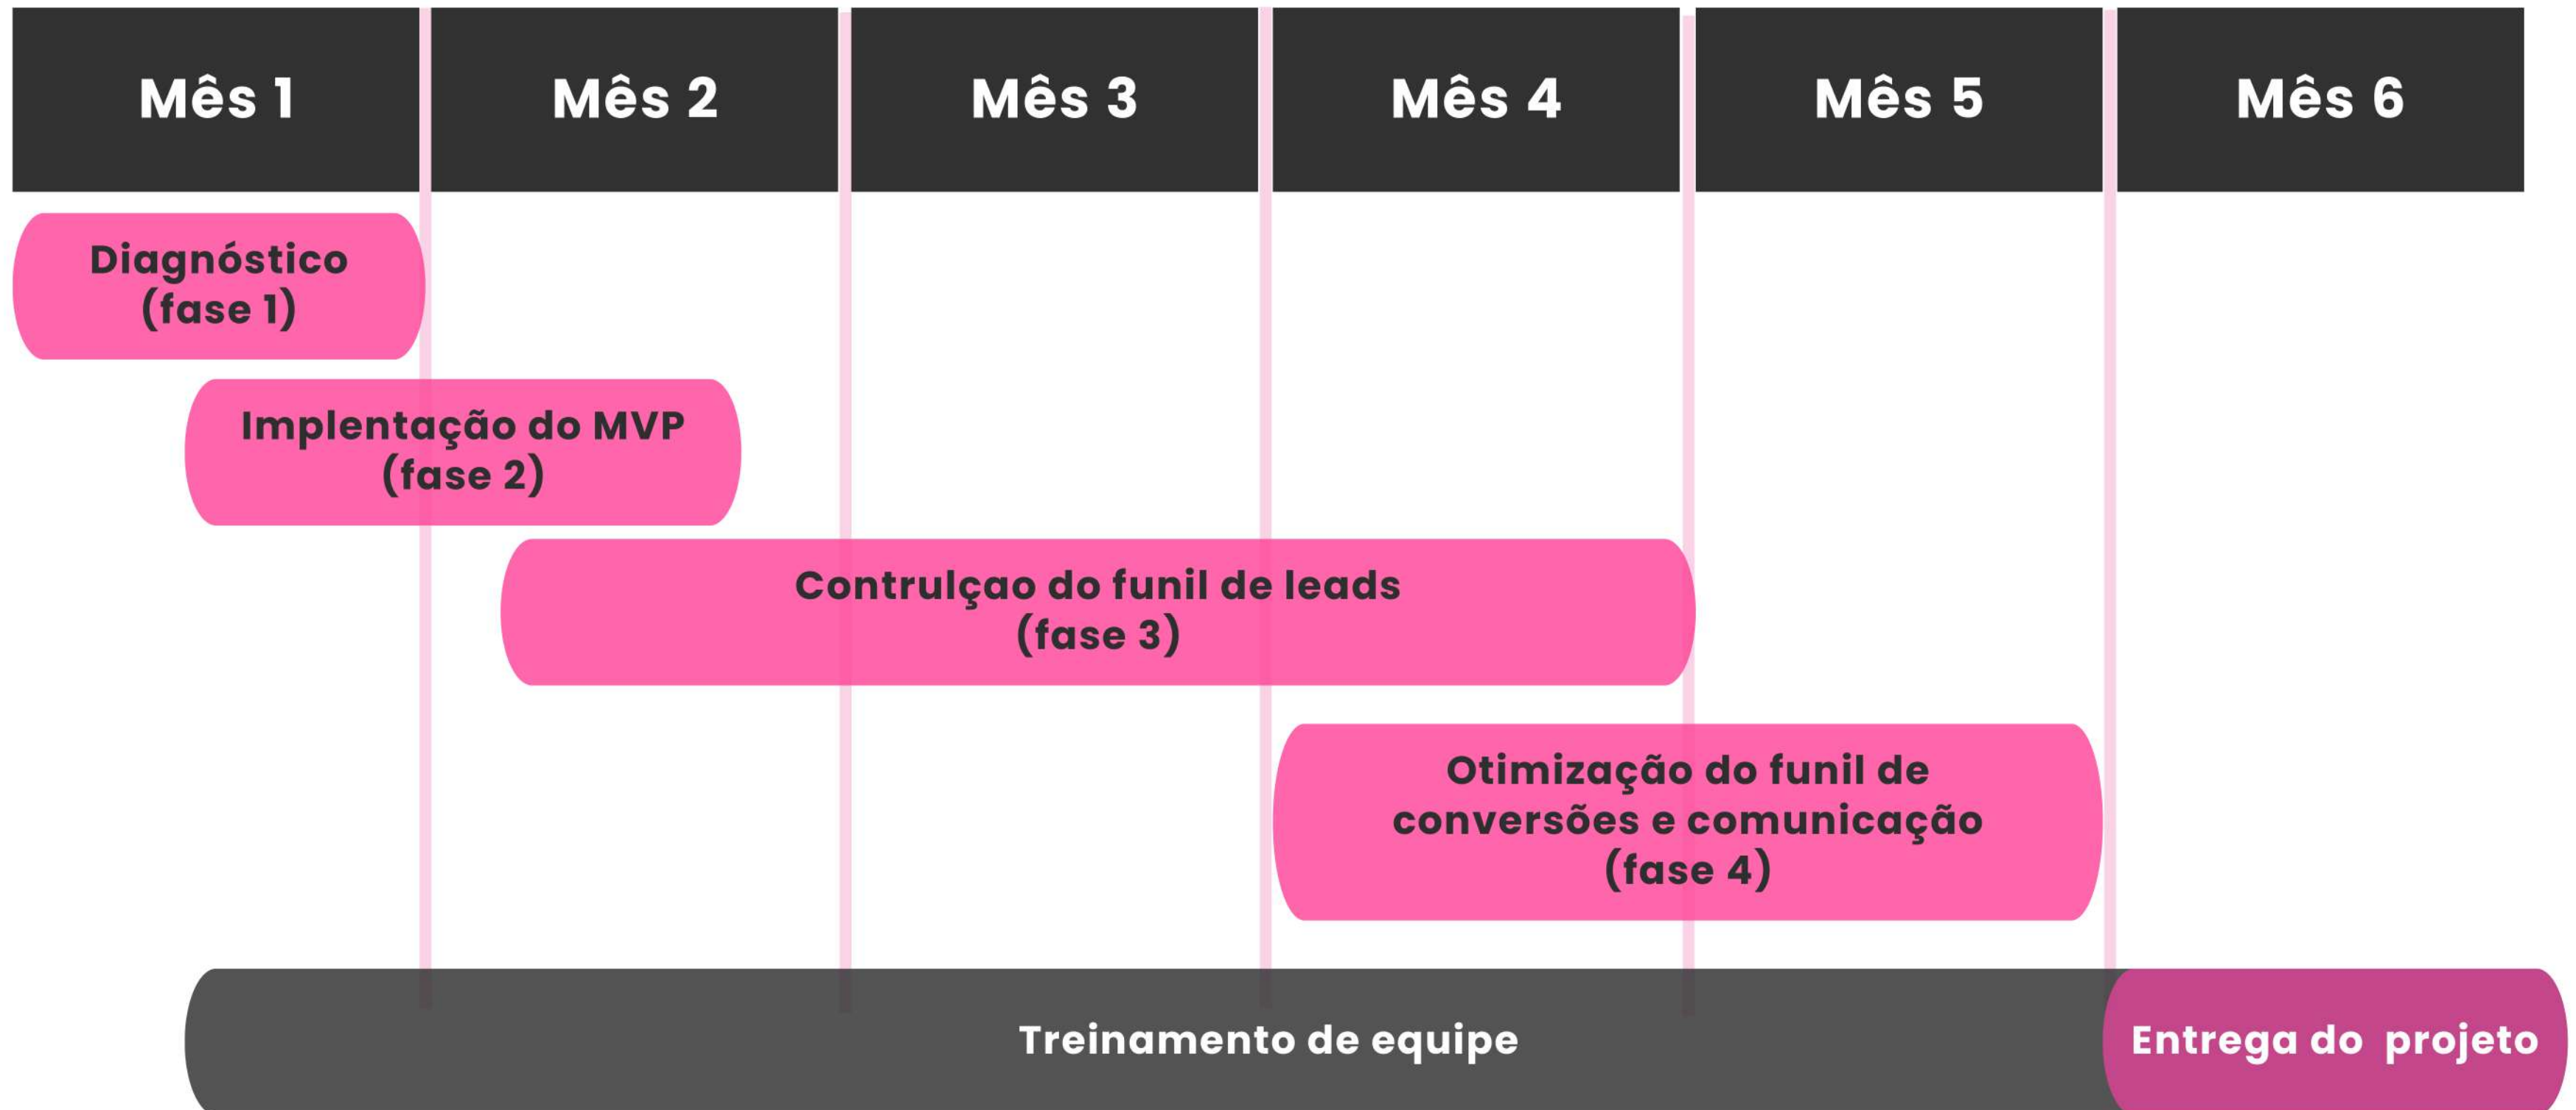 Mês 1
Mês 2
Mês 3
Mês 4
Mês 5
Mês 6
Diagnóstico
(fase 1)
Implentação do MVP
(fase 2)
Contrulçao do funil de leads
(fase 3)
Otimização do funil de
conversões e comunicação
(fase 4)
Treinamento de equipe
Entrega do projeto